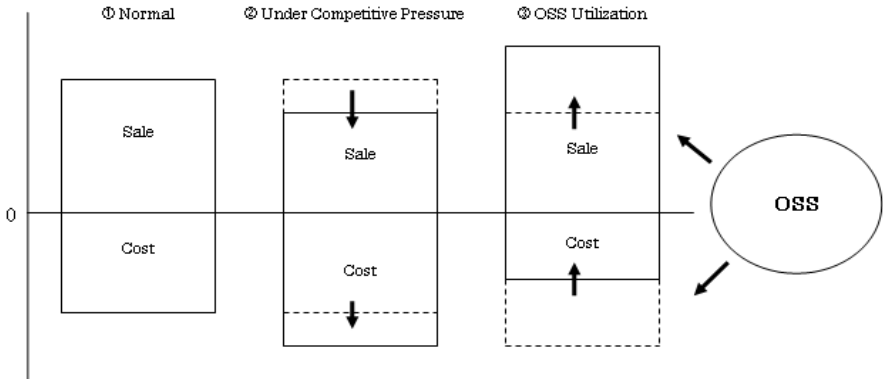 ① Normal
② Under Competitive Pressure
③ OSS Utilization
Sale
Sale
Sale
OSS
0
Cost
Cost
Cost